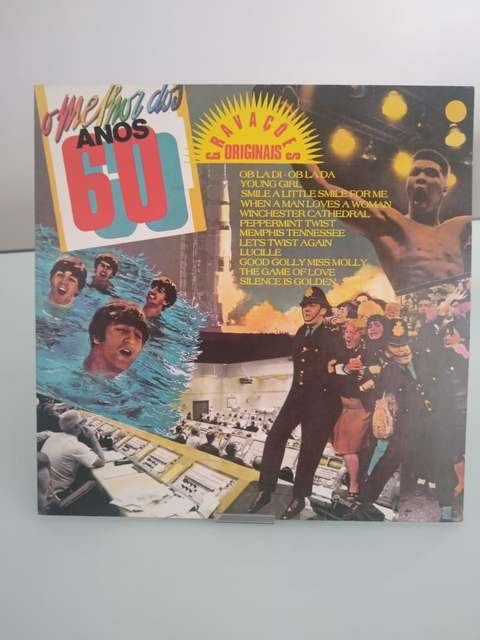 o melhor dos
ANOS
60
GRAVAÇÕES
ORIGINAIS
OB LA DI - OB LA DA
YOUNG GIRL
SMILE A LITTLE SMILE FOR ME
WHEN A MAN LOVES A WOMAN
WINCHESTER CATHEDRAL
PEPPERMINT TWIST
MEMPHIS TENNESSEE
LET'S TWIST AGAIN
LUCILLE
GOOD GOLLY MISS MOLLY
THE GAME OF LOVE
SILENCE IS GOLDEN